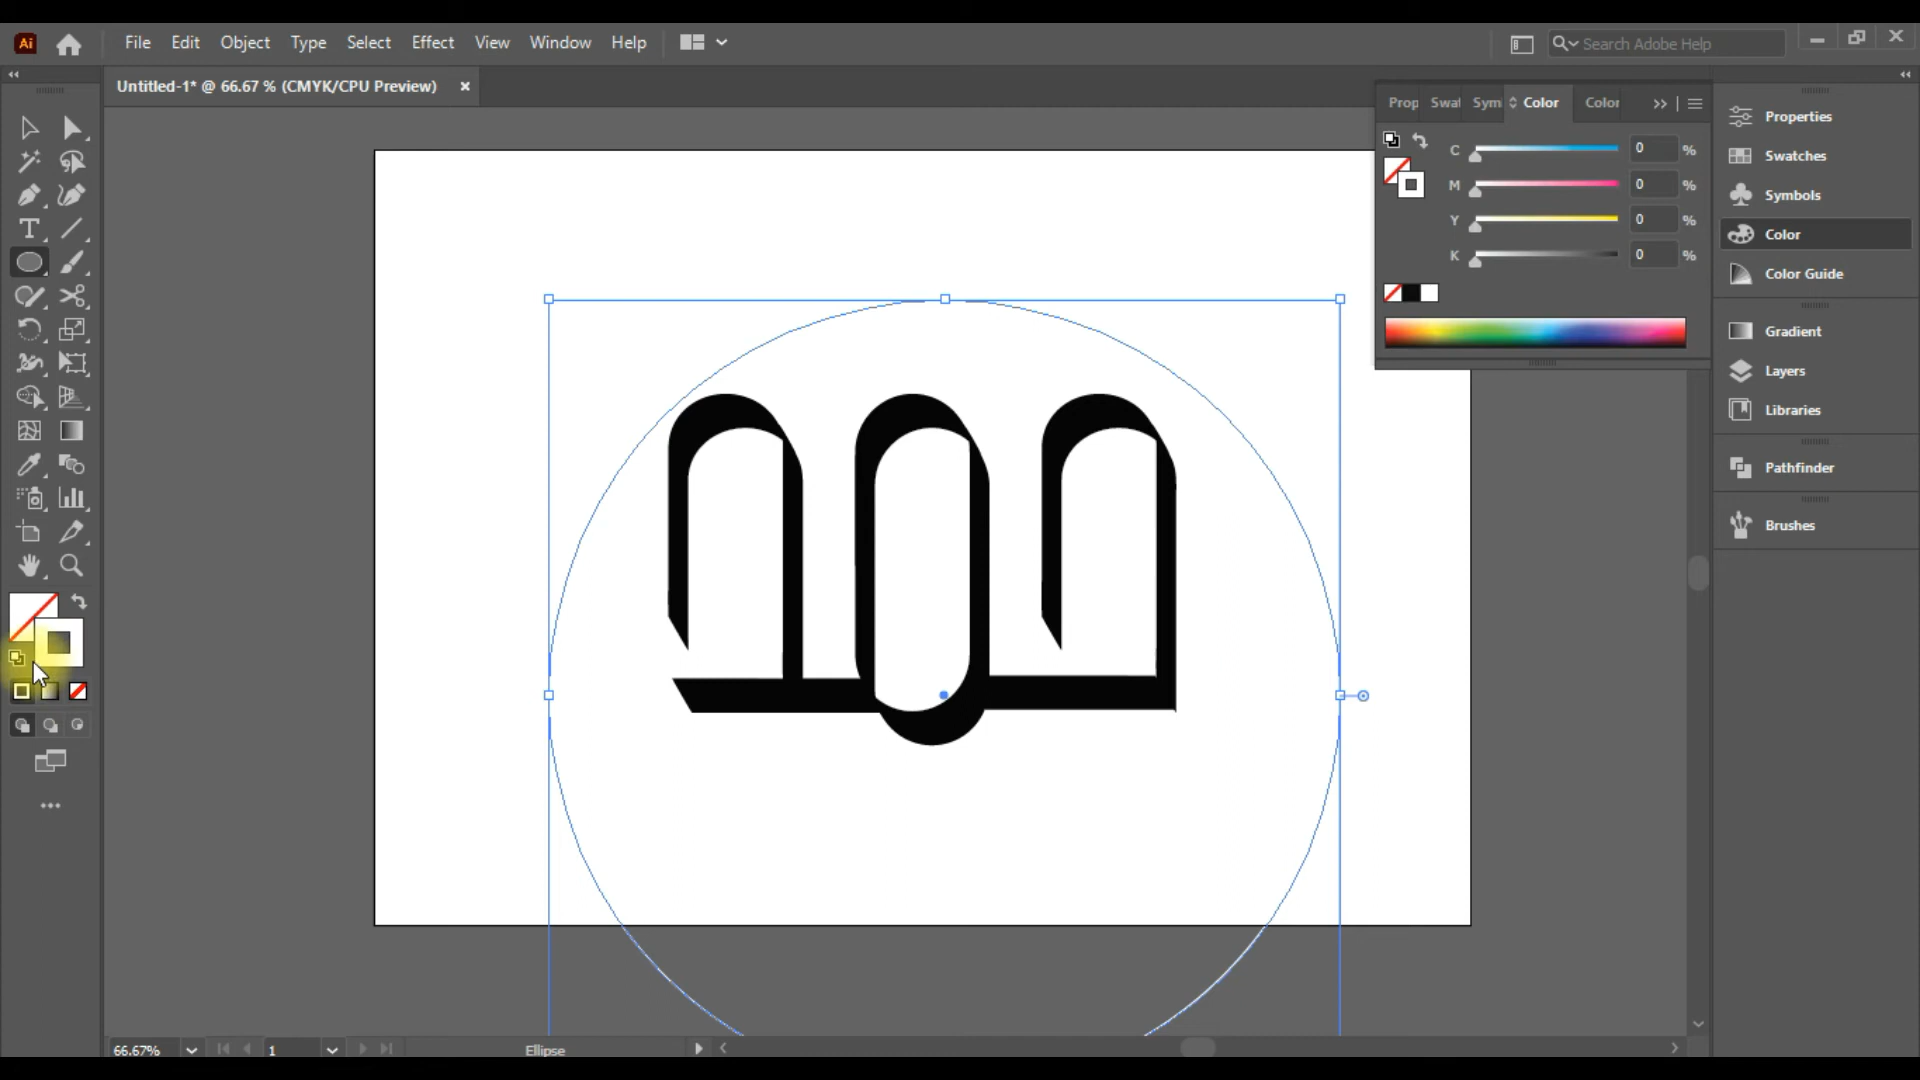 Ai File Edit Object Type Select Effect View Window Help Search Adobe Help
Untitled-1* @ 66.67 % (CMYK/CPU Preview) ×
Prop Swat Sym Color Color
C 0 %
M 0 %
Y 0 %
K 0 %
Properties
Swatches
Symbols
Color
Color Guide
Gradient
Layers
Libraries
Pathfinder
Brushes
66.67% 1 Ellipse